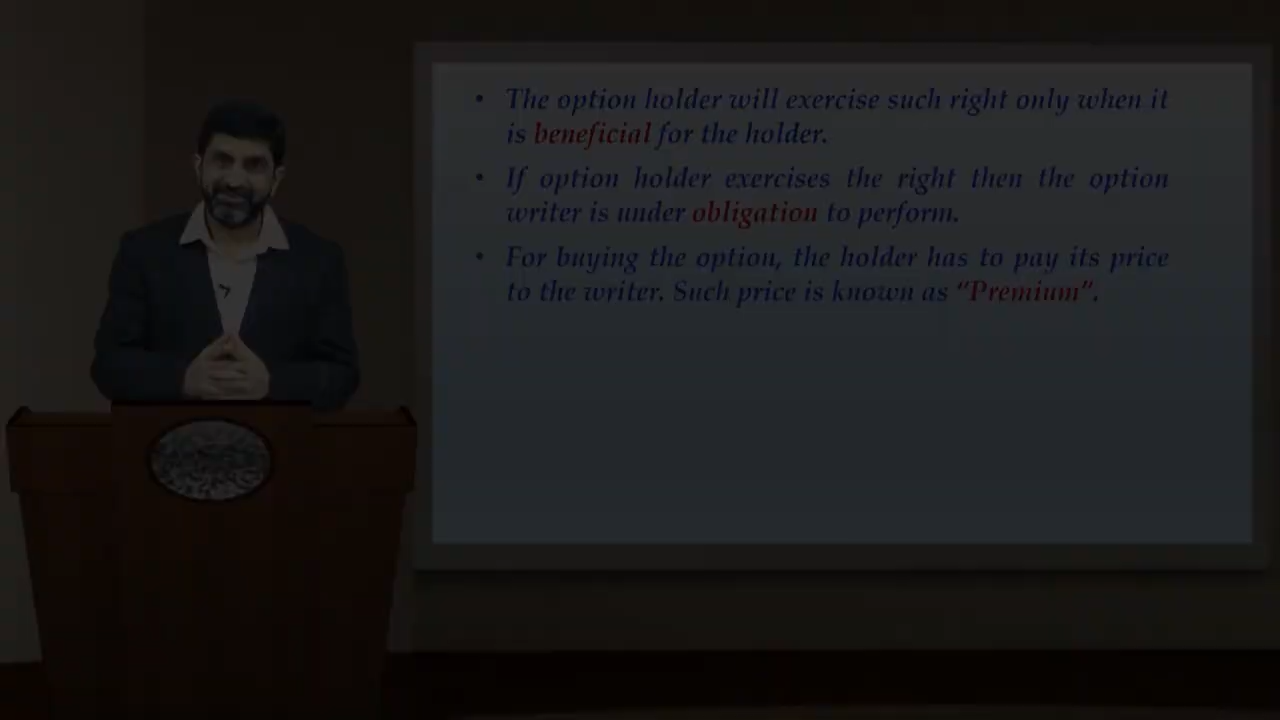 • The option holder will exercise such right only when it
is beneficial for the holder.
• If option holder exercises the right then the option
writer is under obligation to perform.
• For buying the option, the holder has to pay its price
to the writer. Such price is known as “Premium”.